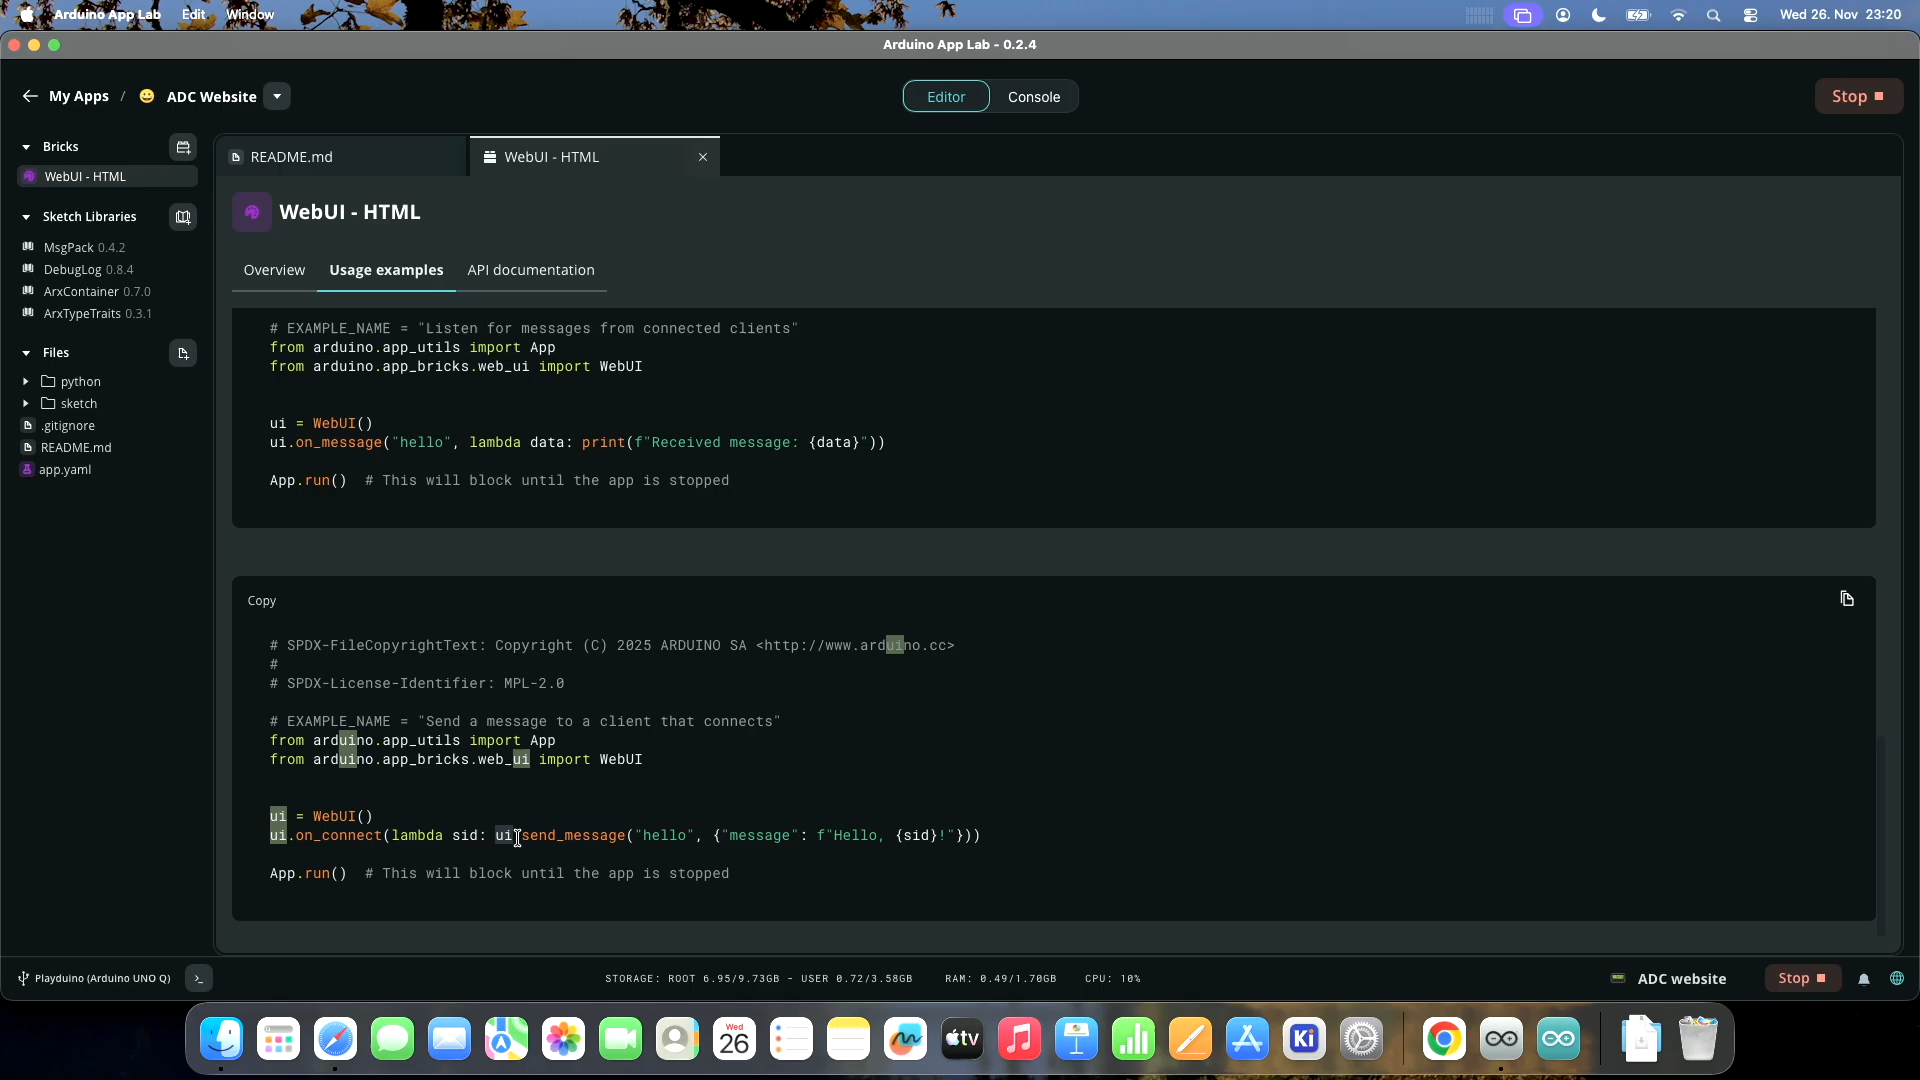 Arduino App Lab Edit Window
Wed 26. Nov 23:20
Arduino App Lab - 0.2.4
My Apps / ADC Website
Editor Console
Stop
Bricks
WebUI - HTML
Sketch Libraries
MsgPack 0.4.2
DebugLog 0.8.4
ArxContainer 0.7.0
ArxTypeTraits 0.3.1
Files
python
sketch
.gitignore
README.md
app.yaml
README.md
WebUI - HTML
WebUI - HTML
Overview Usage examples API documentation
# EXAMPLE_NAME = "Listen for messages from connected clients"
from arduino.app_utils import App
from arduino.app_bricks.web_ui import WebUI
ui = WebUI()
ui.on_message("hello", lambda data: print(f"Received message: {data}"))
App.run() # This will block until the app is stopped
Copy
# SPDX-FileCopyrightText: Copyright (C) 2025 ARDUINO SA <http://www.arduino.cc>
#
# SPDX-License-Identifier: MPL-2.0
# EXAMPLE_NAME = "Send a message to a client that connects"
from arduino.app_utils import App
from arduino.app_bricks.web_ui import WebUI
ui = WebUI()
ui.on_connect(lambda sid: ui.send_message("hello", {"message": f"Hello, {sid}!"}))
App.run() # This will block until the app is stopped
Playduino (Arduino UNO Q)
>_
STORAGE: ROOT 6.95/9.73GB - USER 0.72/3.58GB RAM: 0.49/1.70GB CPU: 10%
ADC website
Stop
Wed
26
tv
Ki